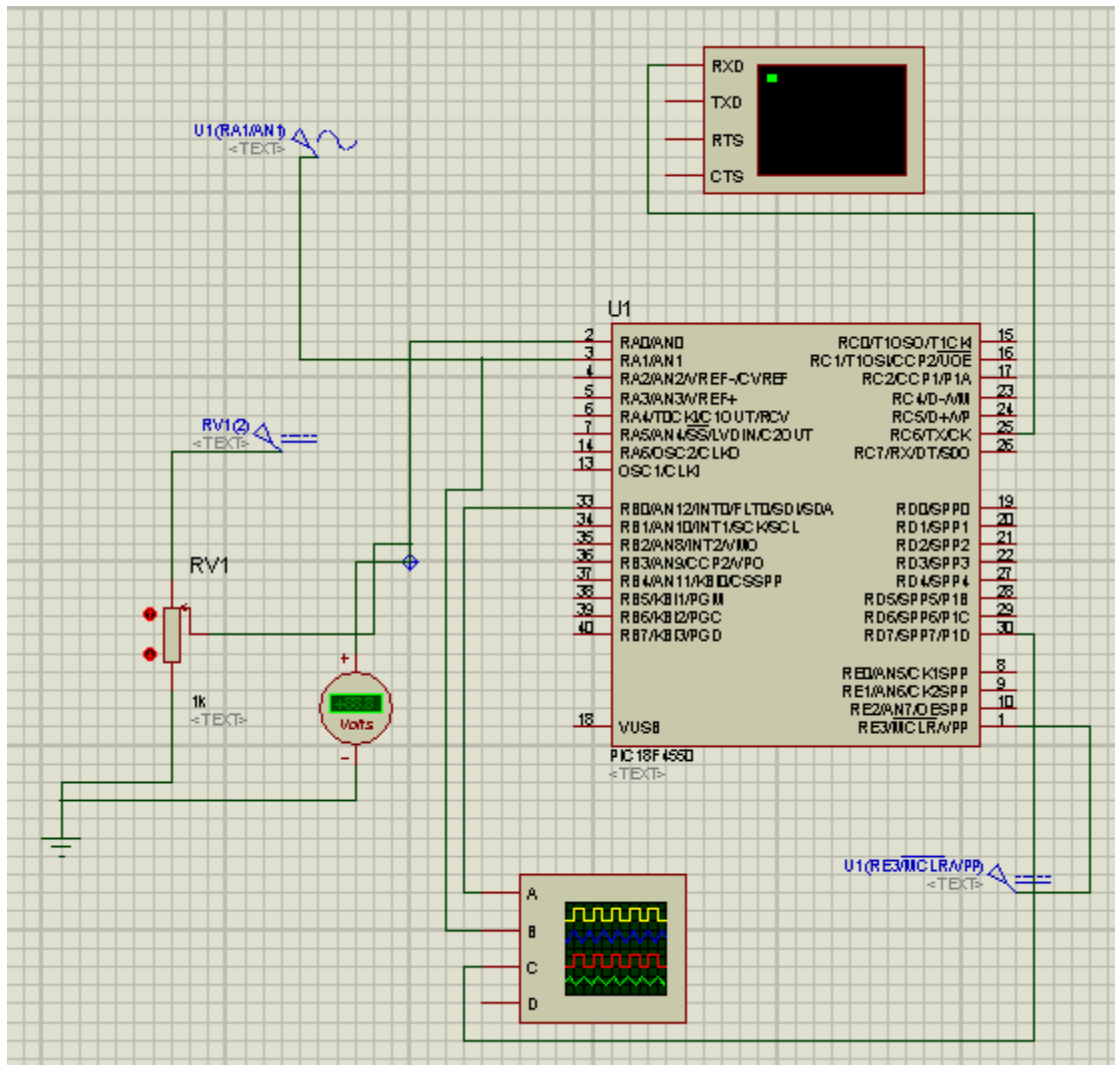 RXD
TXD
RTS
CTS
U1(RA1/AN1)
<TEXT>
U1
2 RA0/AN0
3 RA1/AN1
4 RA2/AN2/VREF-/CVREF
5 RA3/AN3/VREF+
6 RA4/T0CKI/C1OUT/RCV
7 RA5/AN4/SS/LVDIN/C2OUT
14 RA6/OSC2/CLKO
13 OSC1/CLKI
33 RB0/AN12/INT0/FLT0/SDI/SDA
34 RB1/AN10/INT1/SCK/SCL
35 RB2/AN8/INT2/VMO
36 RB3/AN9/CCP2/VPO
37 RB4/AN11/KBI0/CSSPP
38 RB5/KBI1/PGM
39 RB6/KBI2/PGC
40 RB7/KBI3/PGD
18 VUSB
RC0/T1OSO/T1CKI 15
RC1/T1OSI/CCP2/UOE 16
RC2/CCP1/P1A 17
RC4/D-/VM 23
RC5/D+/VP 24
RC6/TX/CK 25
RC7/RX/DT/SDO 26
RD0/SPP0 19
RD1/SPP1 20
RD2/SPP2 21
RD3/SPP3 22
RD4/SPP4 27
RD5/SPP5/P1B 28
RD6/SPP6/P1C 29
RD7/SPP7/P1D 30
RE0/AN5/CK1SPP 8
RE1/AN6/CK2SPP 9
RE2/AN7/OESPP 10
RE3/MCLR/VPP 1
PIC18F4550
<TEXT>
RV1(2)
<TEXT>
RV1
1k
<TEXT>
+
+88.8
Volts
-
U1(RE3/MCLR/VPP)
<TEXT>
A
B
C
D